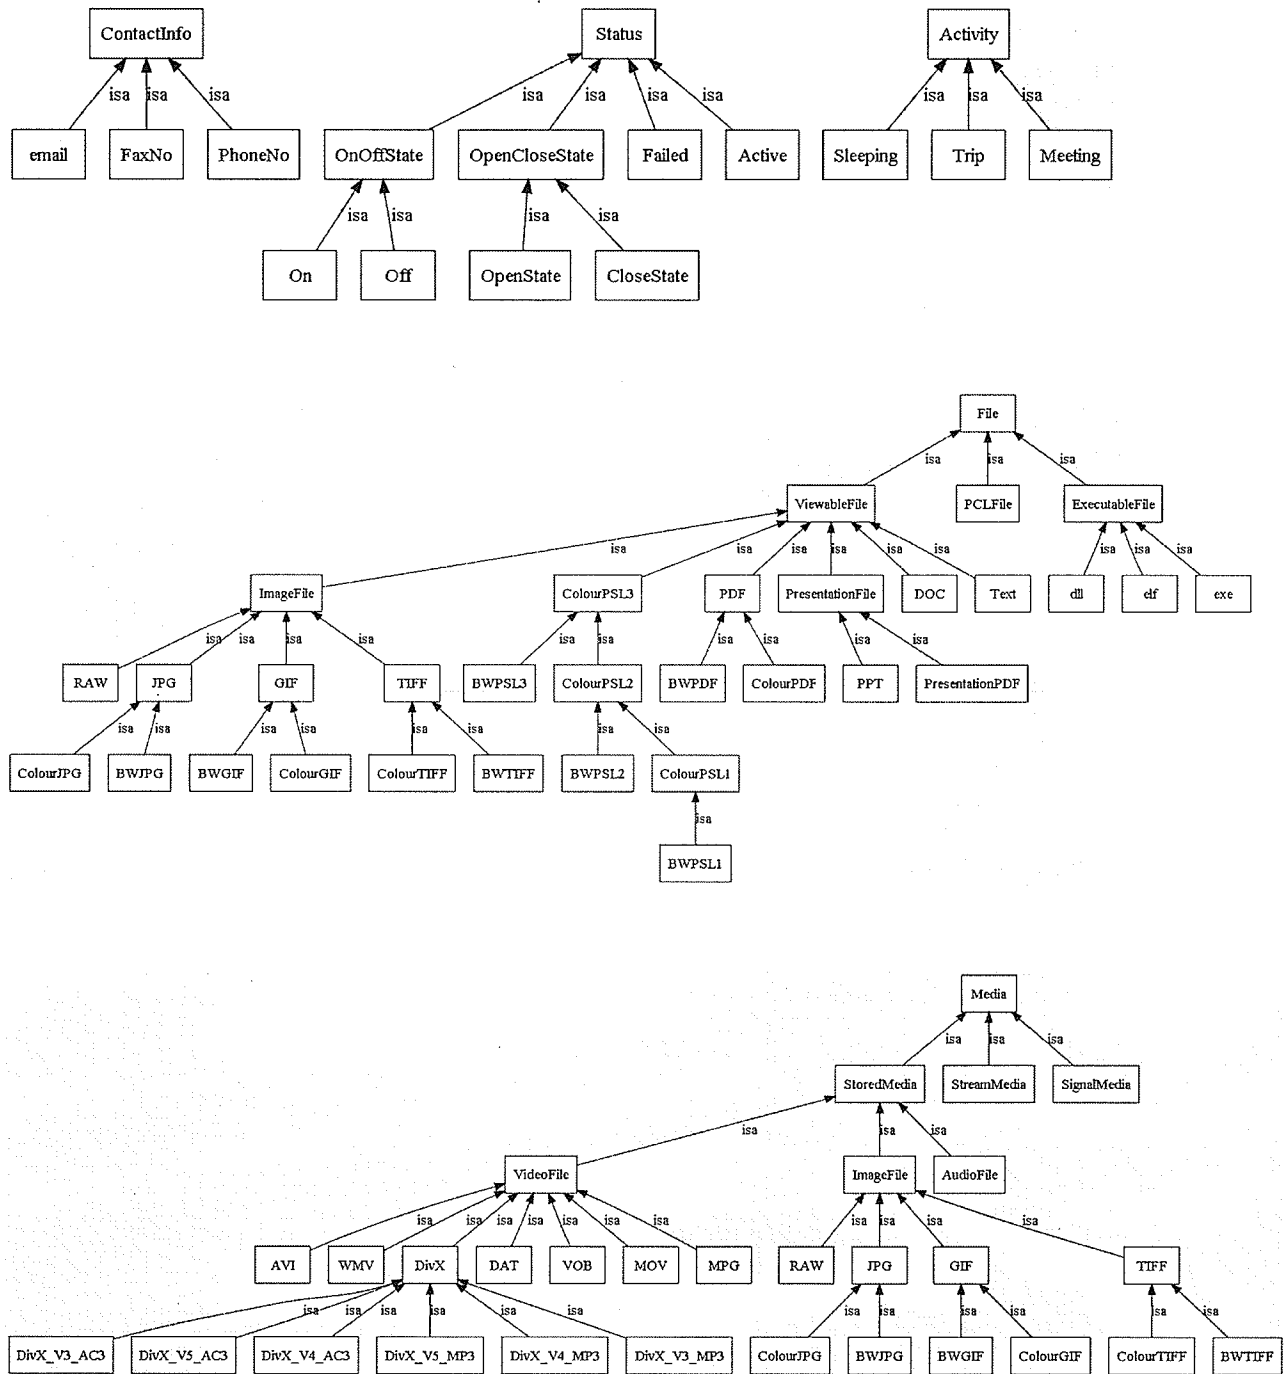 ContactInfo Status Activity
isa isa isa isa isa isa isa isa isa isa
email FaxNo PhoneNo OnOffState OpenCloseState Failed Active Sleeping Trip Meeting
isa isa isa isa
On Off OpenState CloseState
File
isa isa isa
ViewableFile PCLFile ExecutableFile
isa isa isa isa isa isa isa isa isa
ImageFile ColourPSL3 PDF PresentationFile DOC Text dll elf exe
isa isa isa isa isa isa isa isa isa isa
RAW JPG GIF TIFF BWPSL3 ColourPSL2 BWPDF ColourPDF PPT PresentationPDF
isa isa isa isa isa isa isa isa
ColourJPG BWJPG BWGIF ColourGIF ColourTIFF BWTIFF BWPSL2 ColourPSL1
isa
BWPSL1
Media
isa isa isa
StoredMedia StreamMedia SignalMedia
isa isa isa
VideoFile ImageFile AudioFile
isa isa isa isa isa isa isa isa isa isa isa
AVI WMV DivX DAT VOB MOV MPG RAW JPG GIF TIFF
isa isa isa isa isa isa isa isa isa isa isa isa
DivX_V3_AC3 DivX_V5_AC3 DivX_V4_AC3 DivX_V5_MP3 DivX_V4_MP3 DivX_V3_MP3 ColourJPG BWJPG BWGIF ColourGIF ColourTIFF BWTIFF